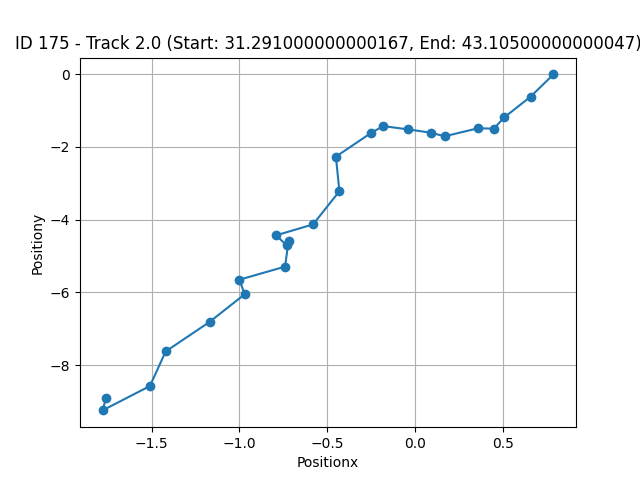 ID 175 - Track 2.0 (Start: 31.291000000000167, End: 43.10500000000047)
0
−2
−4
−6
−8
Positiony
−1.5 −1.0 −0.5 0.0 0.5
Positionx